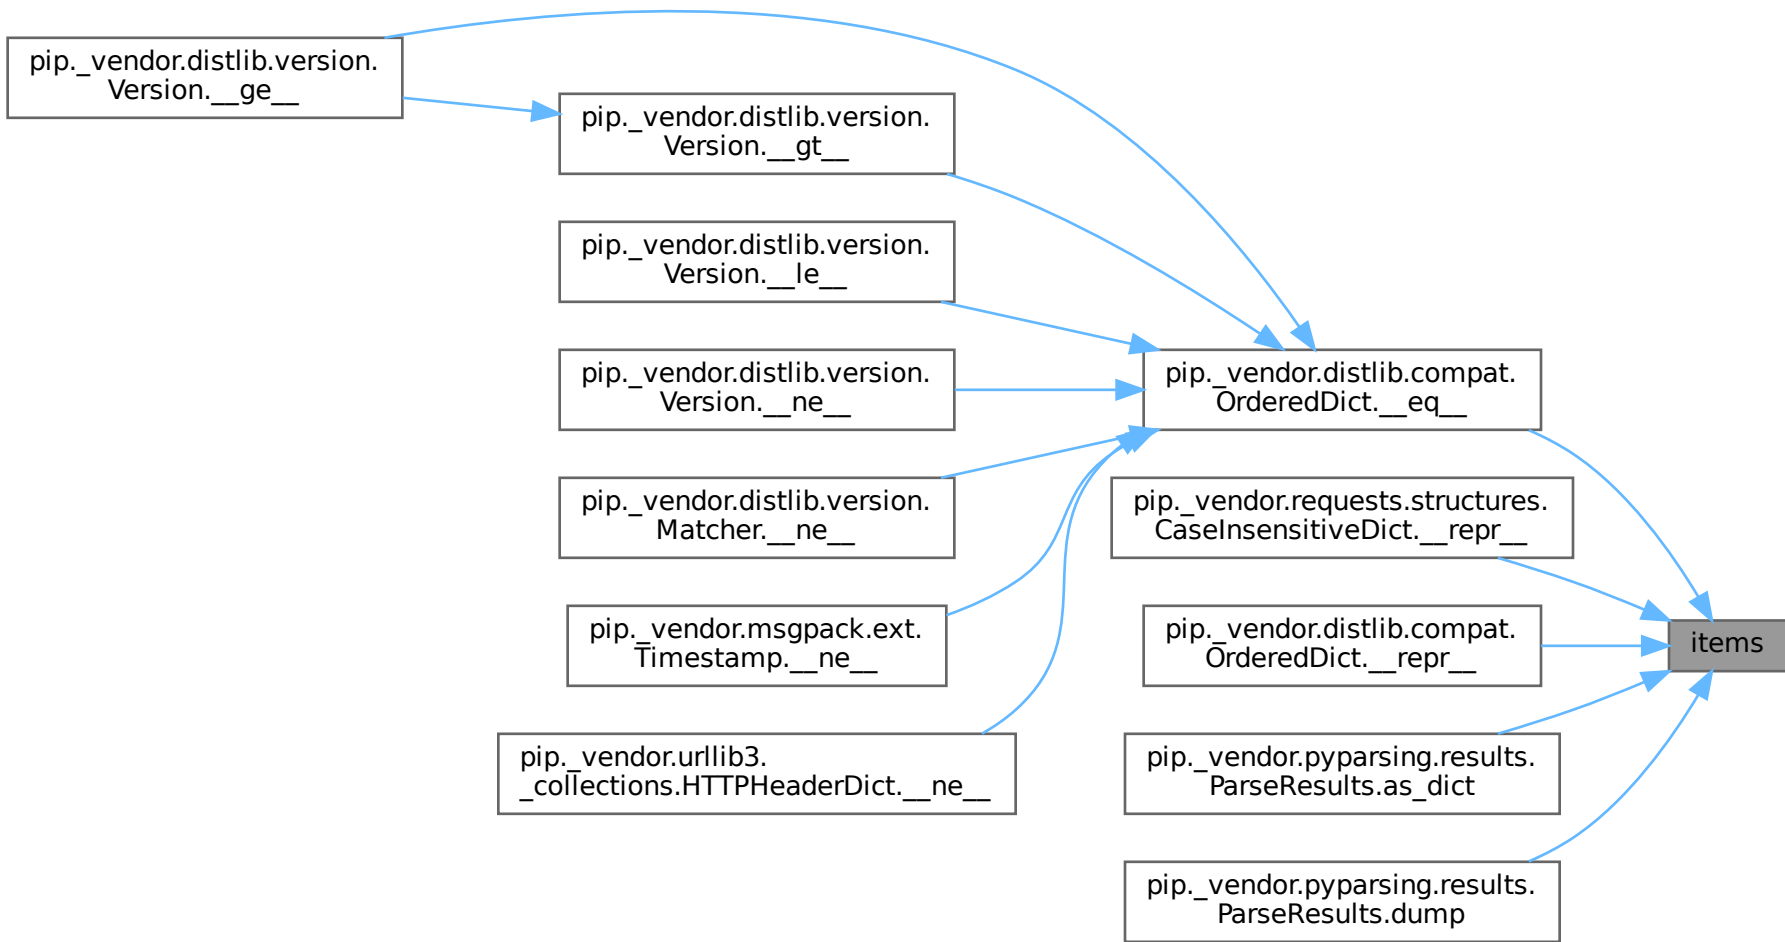 pip._vendor.distlib.version.
Version.__ge__
pip._vendor.distlib.version.
Version.__gt__
pip._vendor.distlib.version.
Version.__le__
pip._vendor.distlib.version.
Version.__ne__
pip._vendor.distlib.version.
Matcher.__ne__
pip._vendor.msgpack.ext.
Timestamp.__ne__
pip._vendor.urllib3.
_collections.HTTPHeaderDict.__ne__
pip._vendor.distlib.compat.
OrderedDict.__eq__
pip._vendor.requests.structures.
CaseInsensitiveDict.__repr__
pip._vendor.distlib.compat.
OrderedDict.__repr__
pip._vendor.pyparsing.results.
ParseResults.as_dict
pip._vendor.pyparsing.results.
ParseResults.dump
items